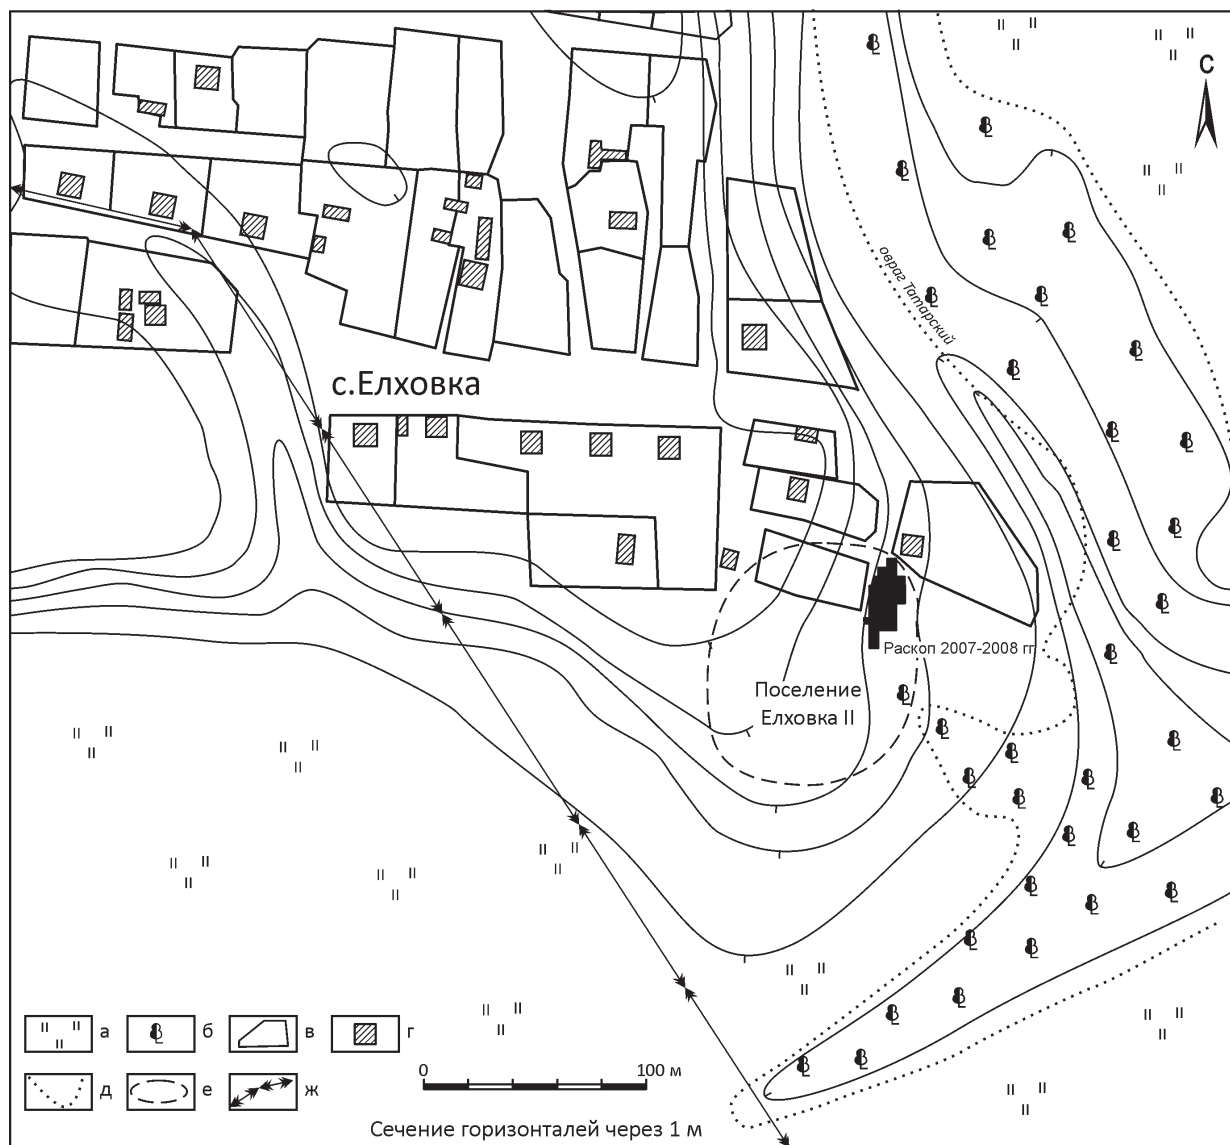 С
овраг Татарский
с.Елховка
Раскоп 2007-2008 гг
Поселение
Елховка II
а
б
в
г
д
е
ж
0 100 м
Сечение горизонталей через 1 м